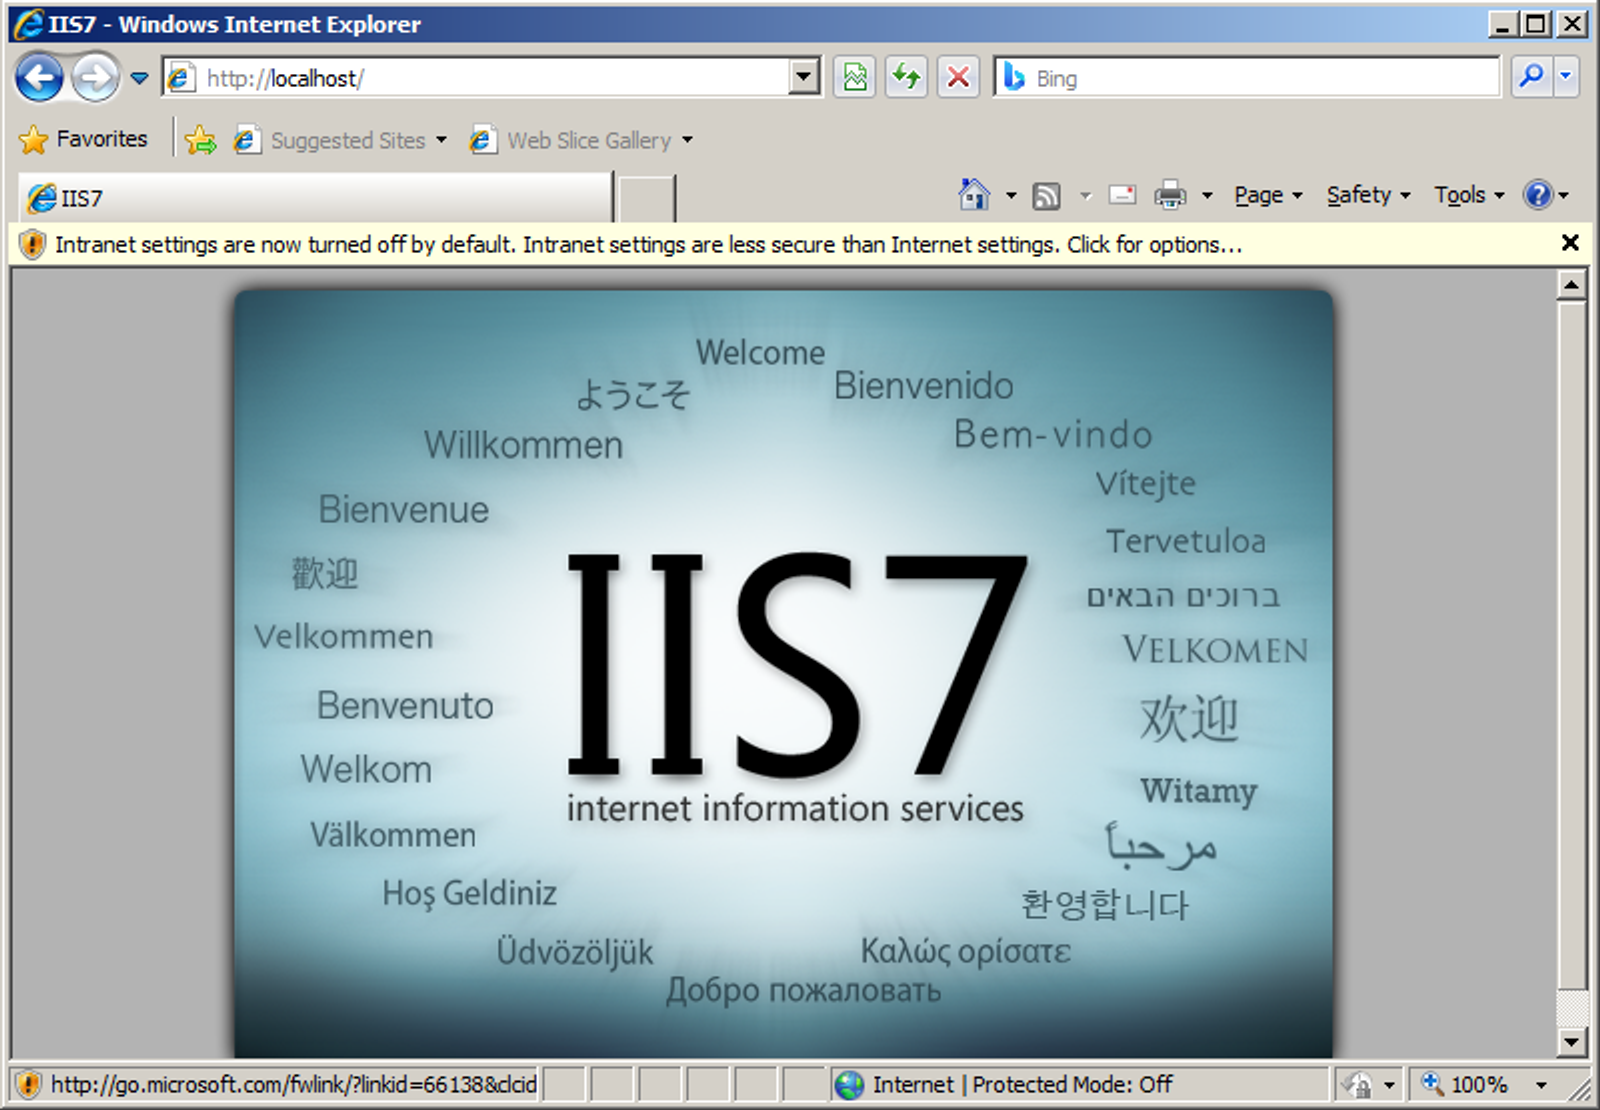 IIS7 - Windows Internet Explorer
http://localhost/
Bing
Favorites
Suggested Sites
Web Slice Gallery
IIS7
Page
Safety
Tools
Intranet settings are now turned off by default. Intranet settings are less secure than Internet settings. Click for options...
Welcome
ようこそ
Bienvenido
Willkommen
Bem-vindo
Bienvenue
Vítejte
Tervetuloa
歡迎
ברוכים הבאים
Velkommen
VELKOMEN
IIS7
Benvenuto
欢迎
Welkom
Witamy
internet information services
Välkommen
مرحباً
Hoş Geldiniz
환영합니다
Üdvözöljük
Καλώς ορίσατε
Добро пожаловать
http://go.microsoft.com/fwlink/?linkid=66138&clcid
Internet | Protected Mode: Off
100%